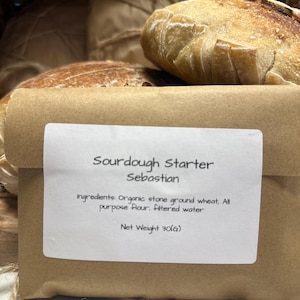 Sourdough Starter
Sebastian
Ingredients: Organic stone ground wheat, All
purpose flour, filtered water
Net Weight 30(G)